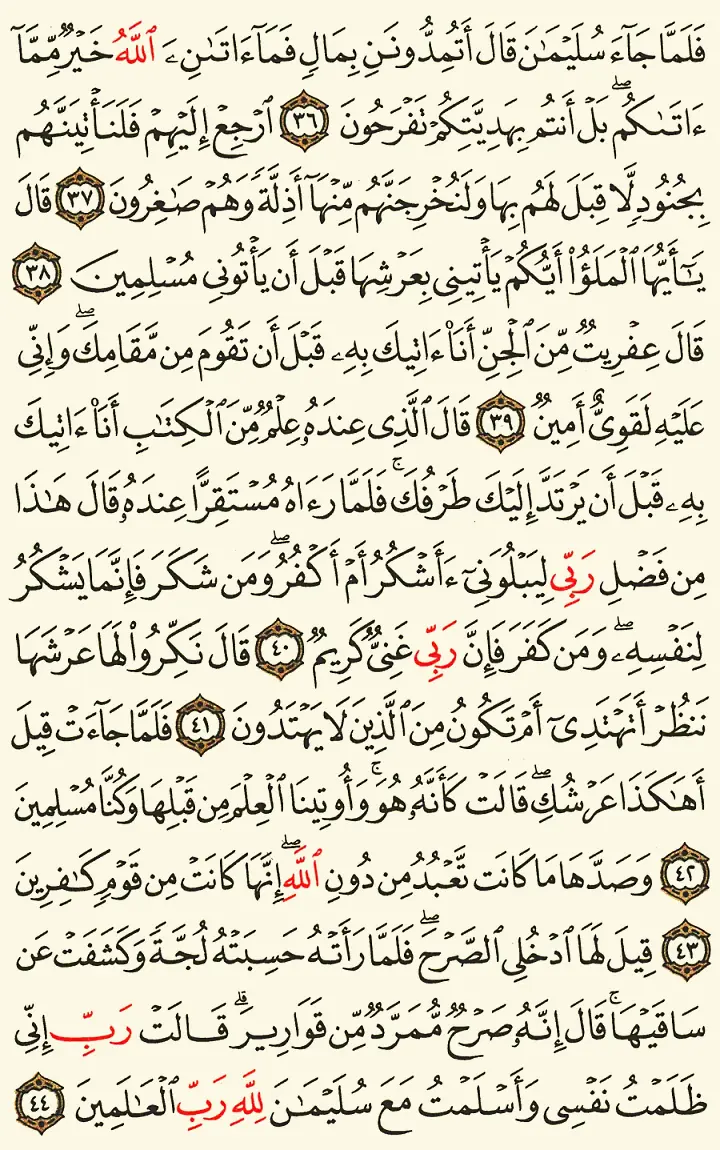 فَلَمَّا جَآءَ سُلَيْمَـٰنَ قَالَ أَتُمِدُّونَنِ بِمَالٍ فَمَآ ءَاتَىٰنِۦَ ٱللَّهُ خَيْرٌ مِّمَّآ
ءَاتَىٰكُم ۖ بَلْ أَنتُم بِهَدِيَّتِكُمْ تَفْرَحُونَ ٣٦ ٱرْجِعْ إِلَيْهِمْ فَلَنَأْتِيَنَّهُم
بِجُنُودٍ لَّا قِبَلَ لَهُم بِهَا وَلَنُخْرِجَنَّهُم مِّنْهَآ أَذِلَّةً وَهُمْ صَـٰغِرُونَ ٣٧ قَالَ
يَـٰٓأَيُّهَا ٱلْمَلَؤُا۟ أَيُّكُمْ يَأْتِينِى بِعَرْشِهَا قَبْلَ أَن يَأْتُونِى مُسْلِمِينَ ٣٨
قَالَ عِفْرِيتٌ مِّنَ ٱلْجِنِّ أَنَا۠ ءَاتِيكَ بِهِۦ قَبْلَ أَن تَقُومَ مِن مَّقَامِكَ ۖ وَإِنِّى
عَلَيْهِ لَقَوِىٌّ أَمِينٌ ٣٩ قَالَ ٱلَّذِى عِندَهُۥ عِلْمٌ مِّنَ ٱلْكِتَـٰبِ أَنَا۠ ءَاتِيكَ
بِهِۦ قَبْلَ أَن يَرْتَدَّ إِلَيْكَ طَرْفُكَ ۚ فَلَمَّا رَءَاهُ مُسْتَقِرًّا عِندَهُۥ قَالَ هَـٰذَا
مِن فَضْلِ رَبِّى لِيَبْلُوَنِىٓ ءَأَشْكُرُ أَمْ أَكْفُرُ ۖ وَمَن شَكَرَ فَإِنَّمَا يَشْكُرُ
لِنَفْسِهِۦ ۖ وَمَن كَفَرَ فَإِنَّ رَبِّى غَنِىٌّ كَرِيمٌ ٤٠ قَالَ نَكِّرُوا۟ لَهَا عَرْشَهَا
نَنظُرْ أَتَهْتَدِىٓ أَمْ تَكُونُ مِنَ ٱلَّذِينَ لَا يَهْتَدُونَ ٤١ فَلَمَّا جَآءَتْ قِيلَ
أَهَـٰكَذَا عَرْشُكِ ۖ قَالَتْ كَأَنَّهُۥ هُوَ ۚ وَأُوتِينَا ٱلْعِلْمَ مِن قَبْلِهَا وَكُنَّا مُسْلِمِينَ
٤٢ وَصَدَّهَا مَا كَانَت تَّعْبُدُ مِن دُونِ ٱللَّهِ ۖ إِنَّهَا كَانَتْ مِن قَوْمٍ كَـٰفِرِينَ
٤٣ قِيلَ لَهَا ٱدْخُلِى ٱلصَّرْحَ ۖ فَلَمَّا رَأَتْهُ حَسِبَتْهُ لُجَّةً وَكَشَفَتْ عَن
سَاقَيْهَا ۚ قَالَ إِنَّهُۥ صَرْحٌ مُّمَرَّدٌ مِّن قَوَارِيرَ ۗ قَالَتْ رَبِّ إِنِّى
ظَلَمْتُ نَفْسِى وَأَسْلَمْتُ مَعَ سُلَيْمَـٰنَ لِلَّهِ رَبِّ ٱلْعَـٰلَمِينَ ٤٤